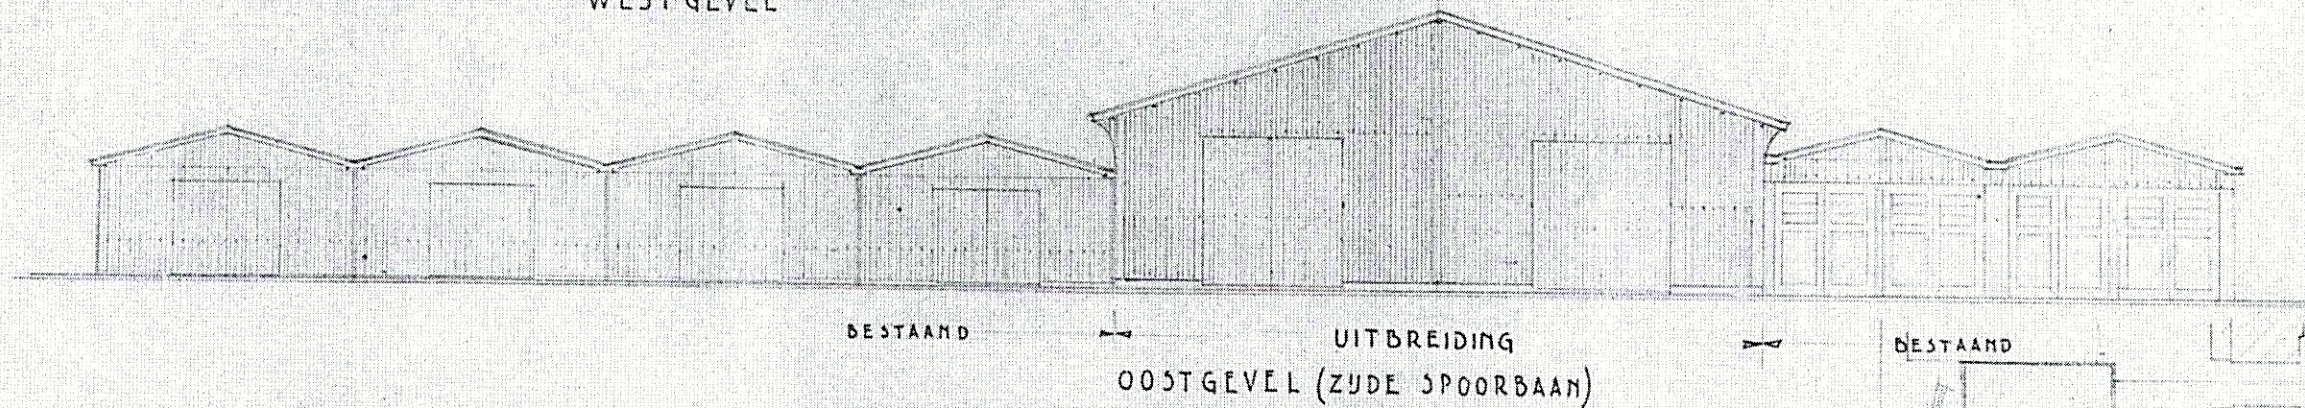 WESTGEVEL
BESTAAND UITBREIDING BESTAAND
OOSTGEVEL (ZIJDE SPOORBAAN)